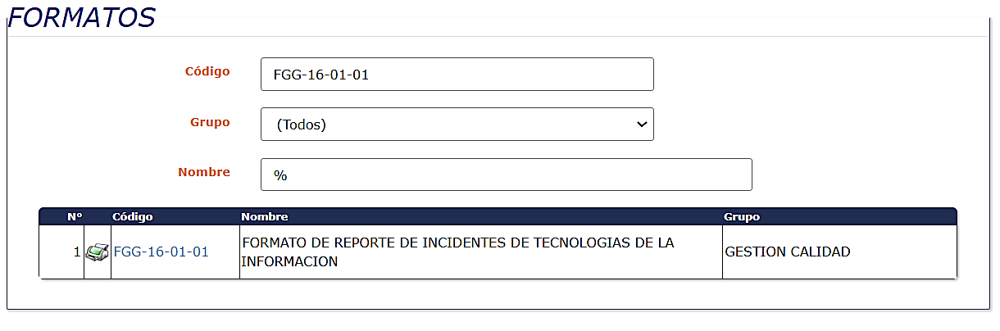 FORMATOS
Código FGG-16-01-01
Grupo (Todos)
Nombre %
Nº Código Nombre Grupo
1 FGG-16-01-01 FORMATO DE REPORTE DE INCIDENTES DE TECNOLOGIAS DE LA
INFORMACION GESTION CALIDAD